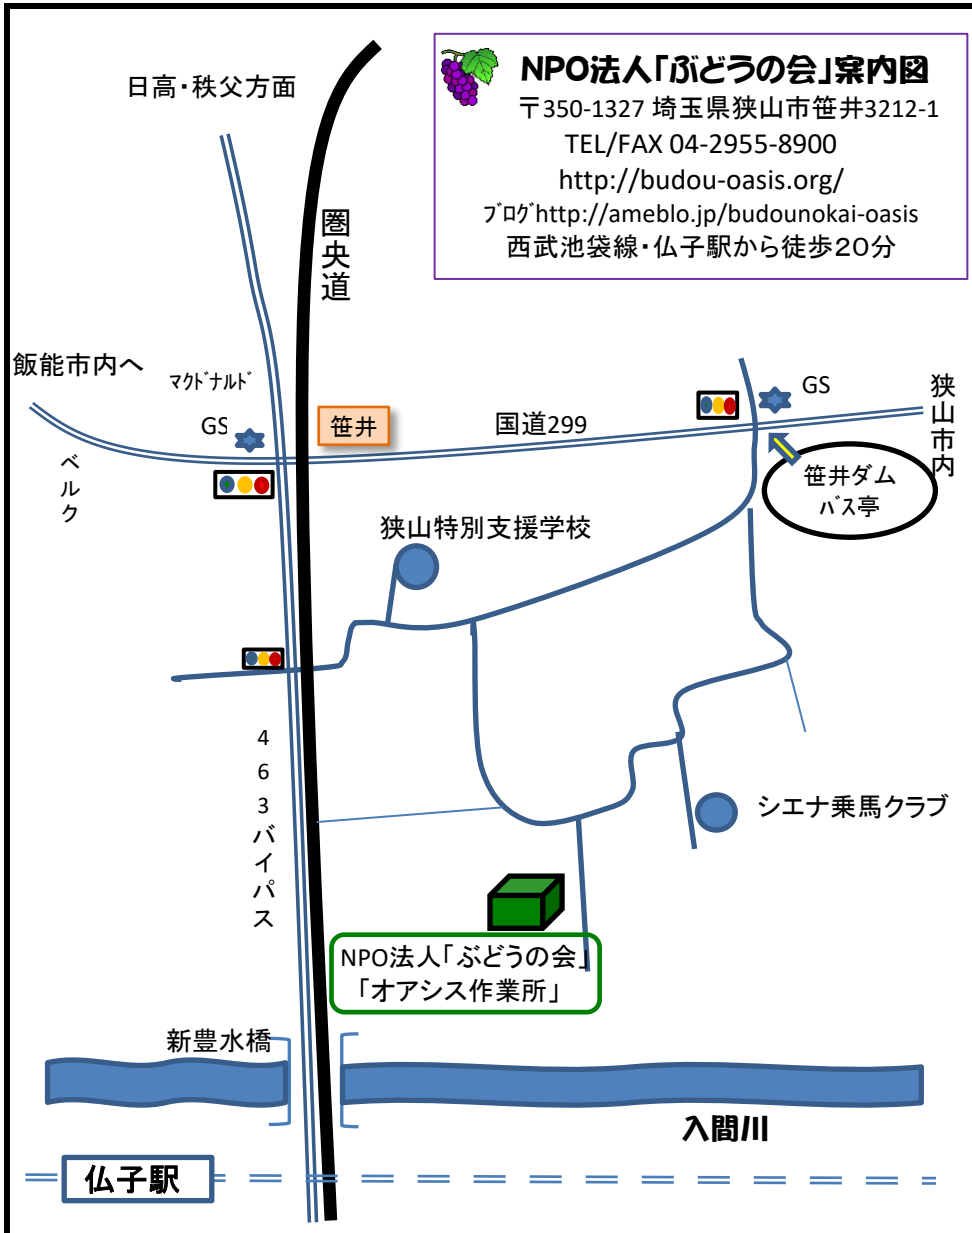 NPO法人「ぶどうの会」案内図
〒350-1327 埼玉県狭山市笹井3212-1
TEL/FAX 04-2955-8900
http://budou-oasis.org/
ﾌﾞﾛｸﾞhttp://ameblo.jp/budounokai-oasis
西武池袋線・仏子駅から徒歩20分
日高・秩父方面
圏央道
飯能市内へ
マクドナルド
GS
笹井
国道299
GS
狭山市内
ベルク
笹井ダム
バス亭
狭山特別支援学校
463バイパス
シエナ乗馬クラブ
NPO法人「ぶどうの会」
「オアシス作業所」
新豊水橋
入間川
仏子駅